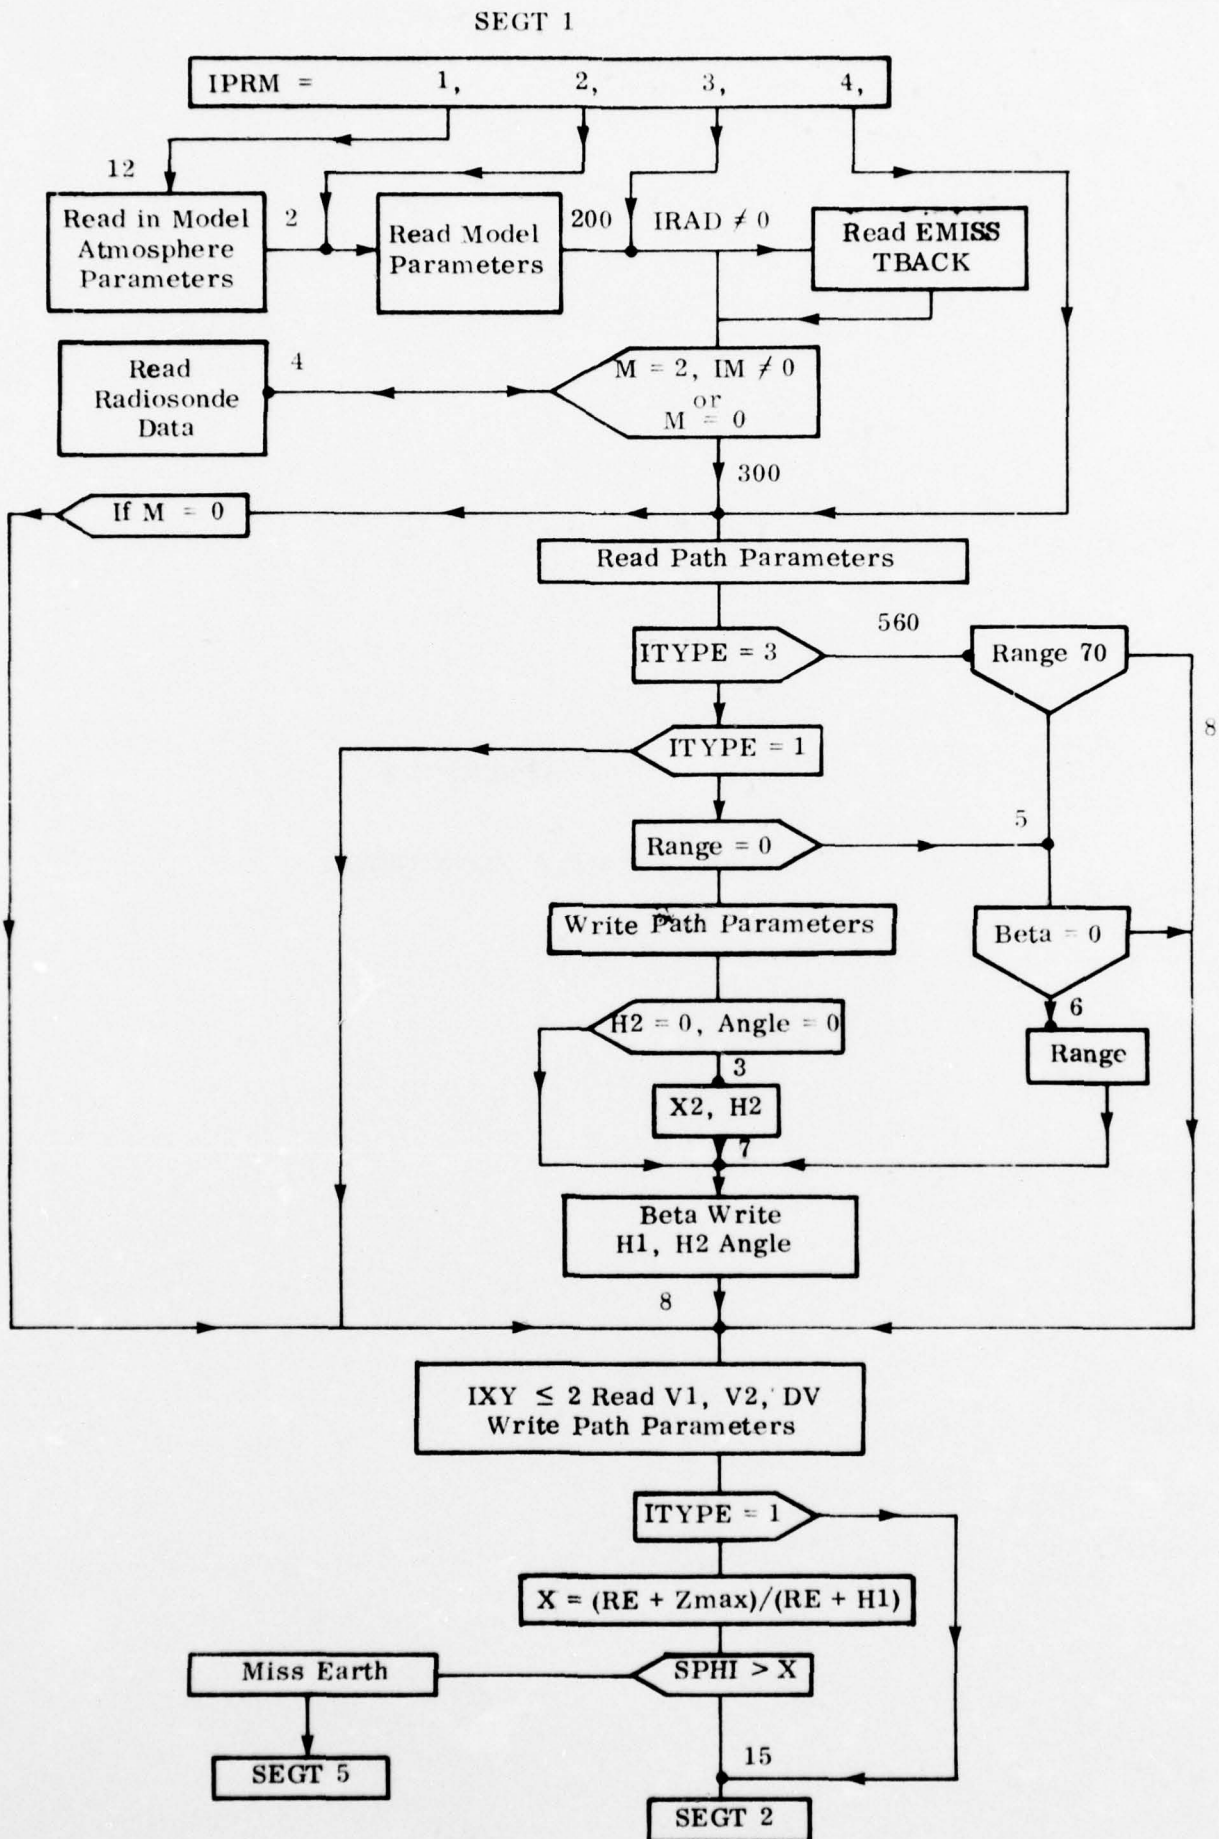 SEGT 1
IPRM = 1, 2, 3, 4,
12
Read in Model
Atmosphere
Parameters
2
Read Model
Parameters
200
IRAD ≠ 0
Read EMISS
TBACK
Read
Radiosonde
Data
4
M = 2, IM ≠ 0
or
M = 0
300
If M = 0
Read Path Parameters
ITYPE = 3
560
Range 70
8
ITYPE = 1
Range = 0
5
Write Path Parameters
Beta = 0
H2 = 0, Angle = 0
6
Range
3
X2, H2
7
Beta Write
H1, H2 Angle
8
IXY ≤ 2 Read V1, V2, DV
Write Path Parameters
ITYPE = 1
X = (RE + Zmax)/(RE + H1)
Miss Earth
SPHI > X
SEGT 5
15
SEGT 2